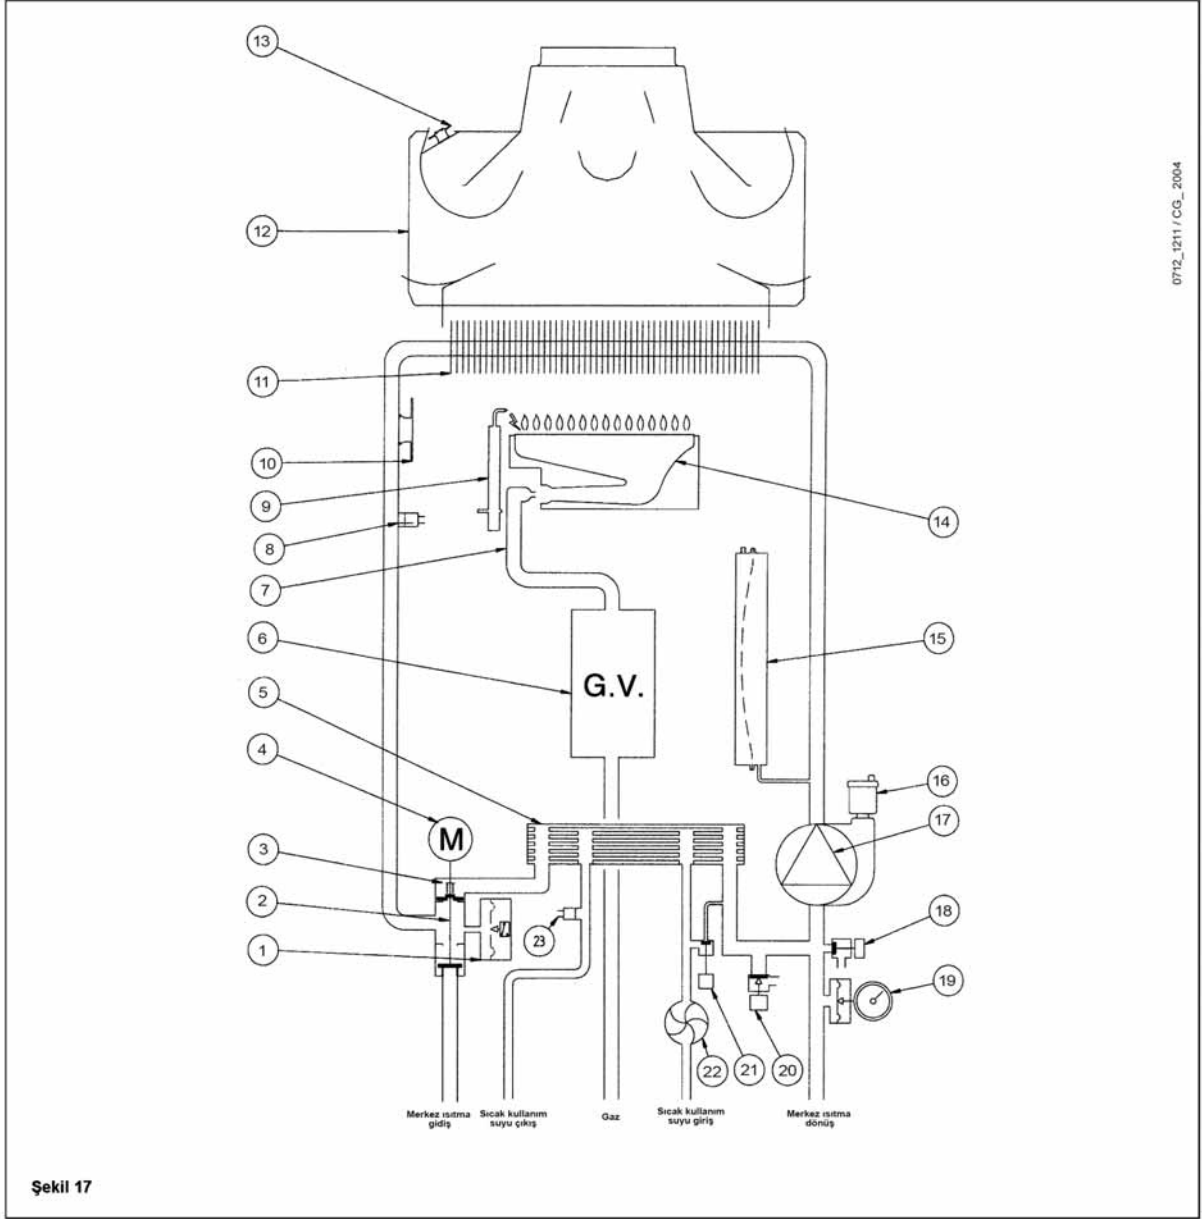 13
0712_1211 / CG_ 2004
12
11
10
9
14
8
7
6
15
G.V.
5
4
16
M
17
3
2
18
23
1
19
22
21
20
Merkez ısıtma
gidiş
Sıcak kullanım
suyu çıkış
Gaz
Sıcak kullanım
suyu giriş
Merkez ısıtma
dönüş
Şekil 17